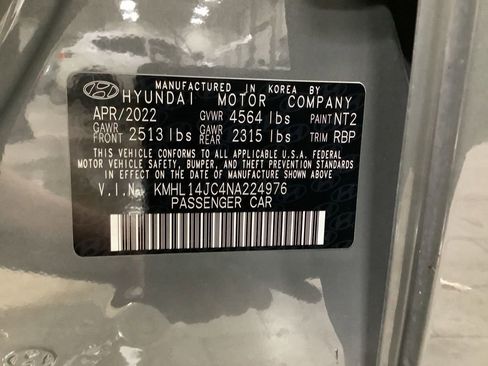 MANUFACTURED IN KOREA BY
HYUNDAI MOTOR COMPANY
APR/2022 GVWR 4564 lbs PAINT NT2
GAWR FRONT 2513 lbs GAWR REAR 2315 lbs TRIM RBP
THIS VEHICLE CONFORMS TO ALL APPLICABLE U.S.A. FEDERAL
MOTOR VEHICLE SAFETY, BUMPER, AND THEFT PREVENTION STANDARDS
IN EFFECT ON THE DATE OF MANUFACTURE SHOWN ABOVE.
V.I.No. KMHL14JC4NA224976
PASSENGER CAR